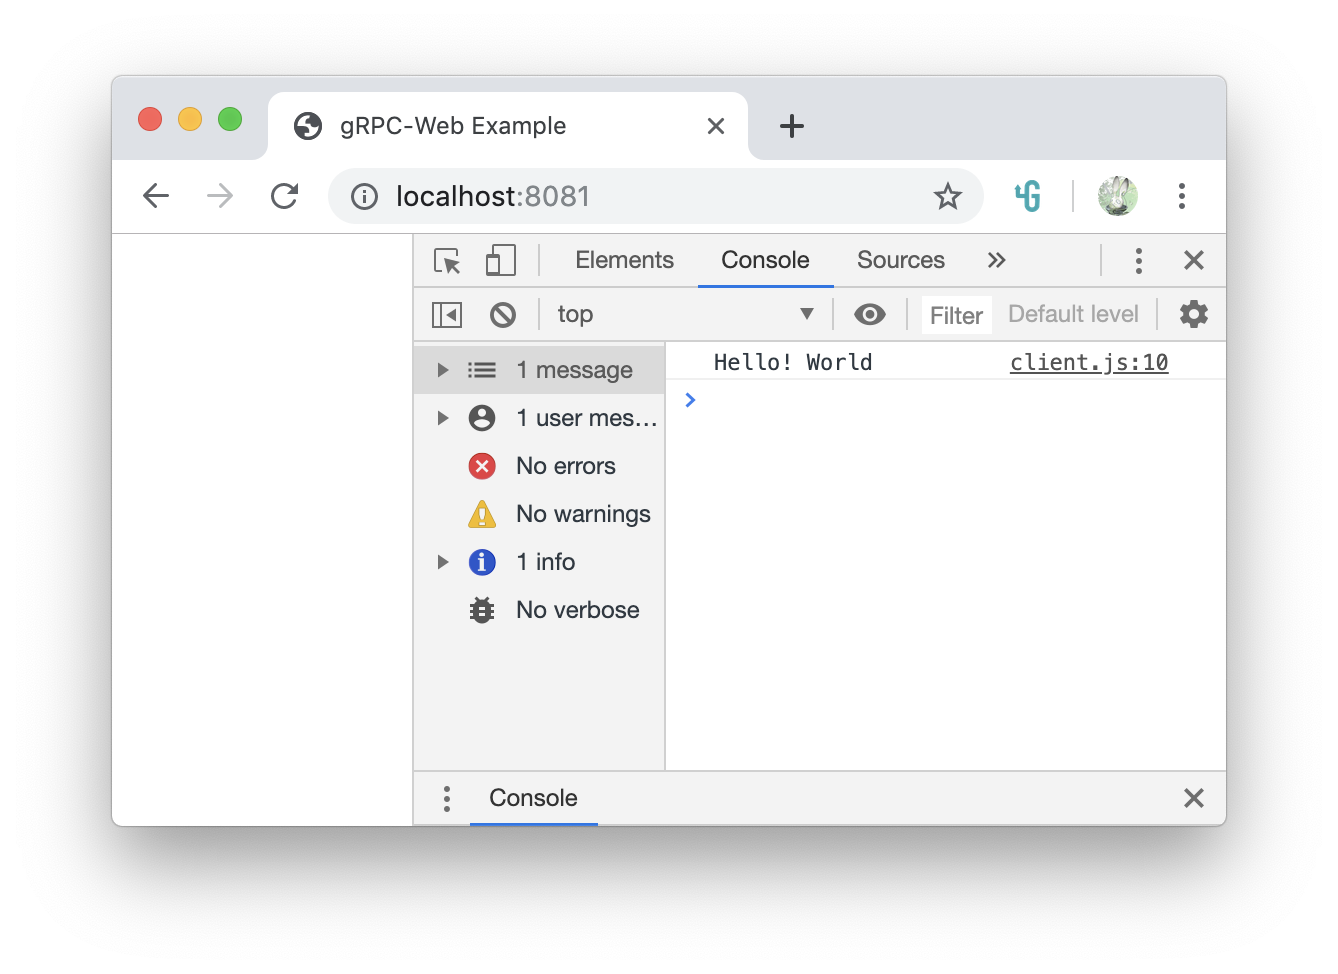 gRPC-Web Example
localhost:8081
Elements Console Sources
top Filter Default level
1 message
1 user mes...
No errors
No warnings
1 info
No verbose
Hello! World client.js:10
Console